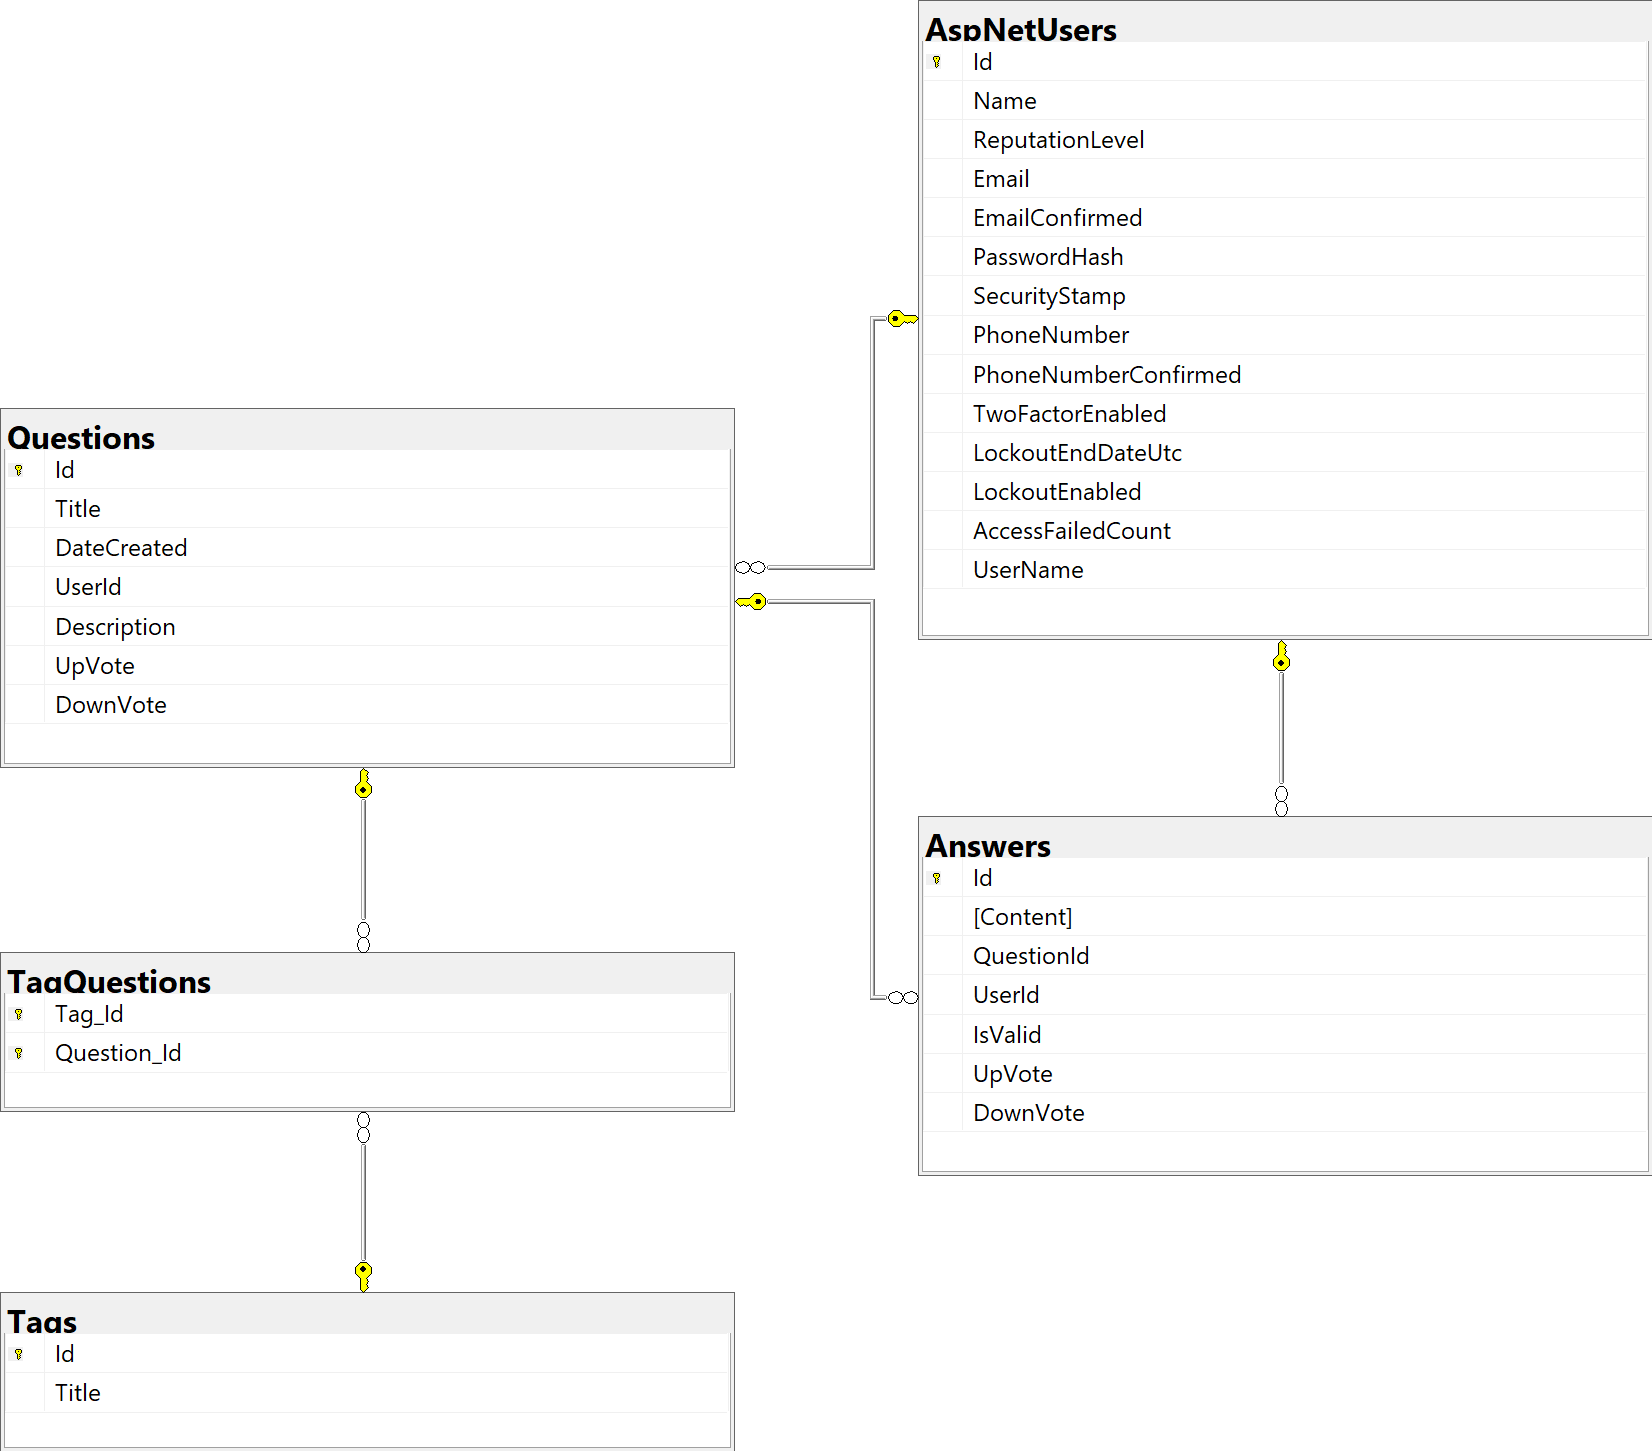 AspNetUsers
Id
Name
ReputationLevel
Email
EmailConfirmed
PasswordHash
SecurityStamp
PhoneNumber
PhoneNumberConfirmed
TwoFactorEnabled
LockoutEndDateUtc
LockoutEnabled
AccessFailedCount
UserName
Questions
Id
Title
DateCreated
UserId
Description
UpVote
DownVote
Answers
Id
[Content]
QuestionId
UserId
IsValid
UpVote
DownVote
TagQuestions
Tag_Id
Question_Id
Tags
Id
Title